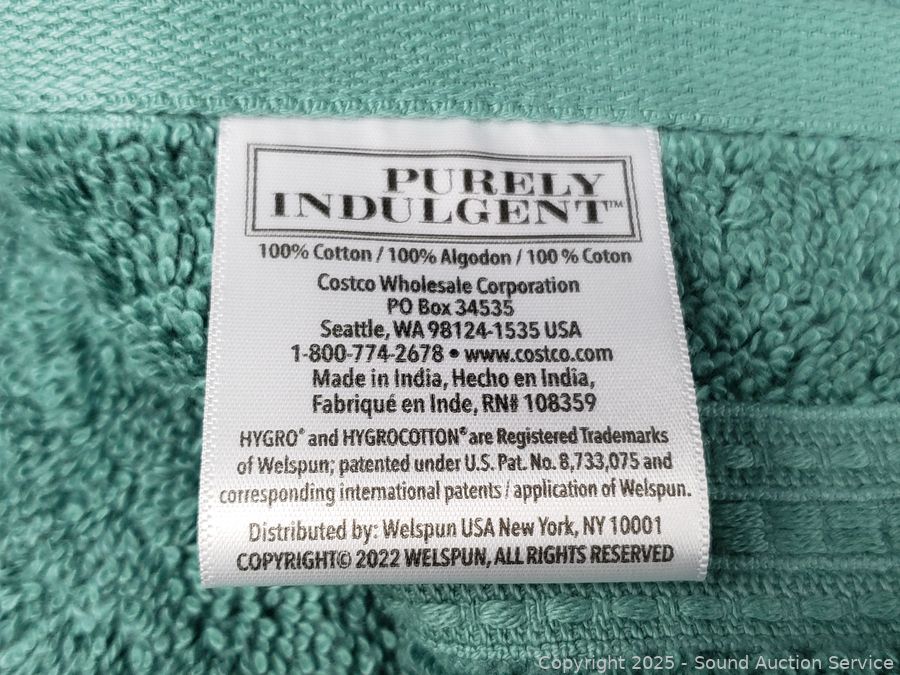 PURELY
INDULGENT™
100% Cotton / 100% Algodon / 100 % Coton
Costco Wholesale Corporation
PO Box 34535
Seattle, WA 98124-1535 USA
1-800-774-2678 • www.costco.com
Made in India, Hecho en India,
Fabriqué en Inde, RN# 108359
HYGRO® and HYGROCOTTON® are Registered Trademarks
of Welspun; patented under U.S. Pat. No. 8,733,075 and
corresponding international patents / application of Welspun.
Distributed by: Welspun USA New York, NY 10001
COPYRIGHT© 2022 WELSPUN, ALL RIGHTS RESERVED
Copyright 2025 - Sound Auction Service